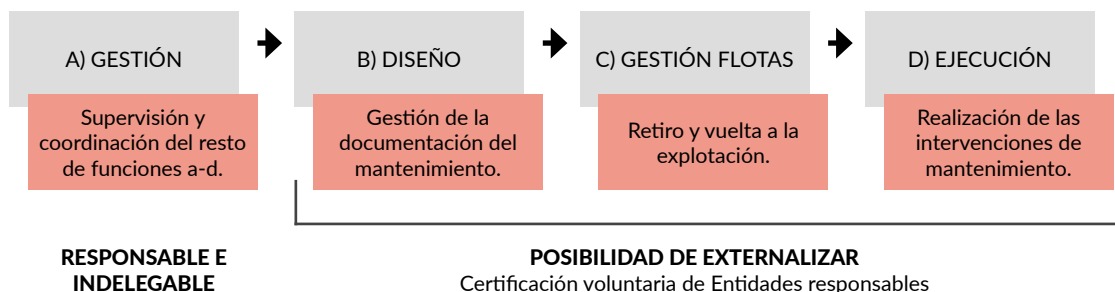 A) GESTIÓN
Supervisión y
coordinación del resto
de funciones a-d.
B) DISEÑO
Gestión de la
documentación del
mantenimiento.
C) GESTIÓN FLOTAS
Retiro y vuelta a la
explotación.
D) EJECUCIÓN
Realización de las
intervenciones de
mantenimiento.
RESPONSABLE E
INDELEGABLE
POSIBILIDAD DE EXTERNALIZAR
Certificación voluntaria de Entidades responsables